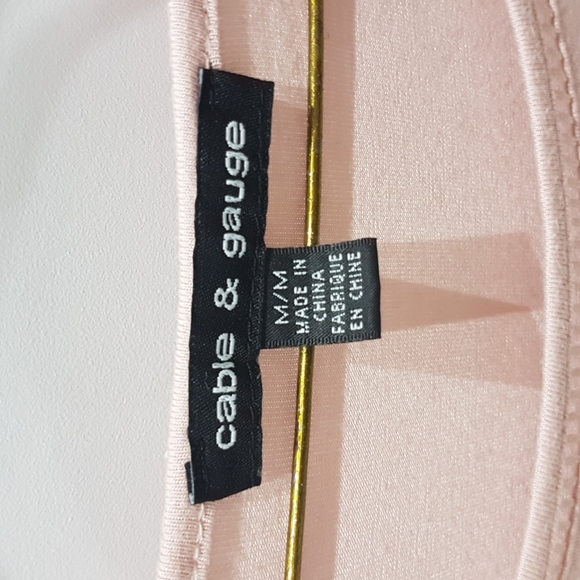 cable & gauge
M/M
MADE IN
CHINA
FABRIQUE
EN CHINE